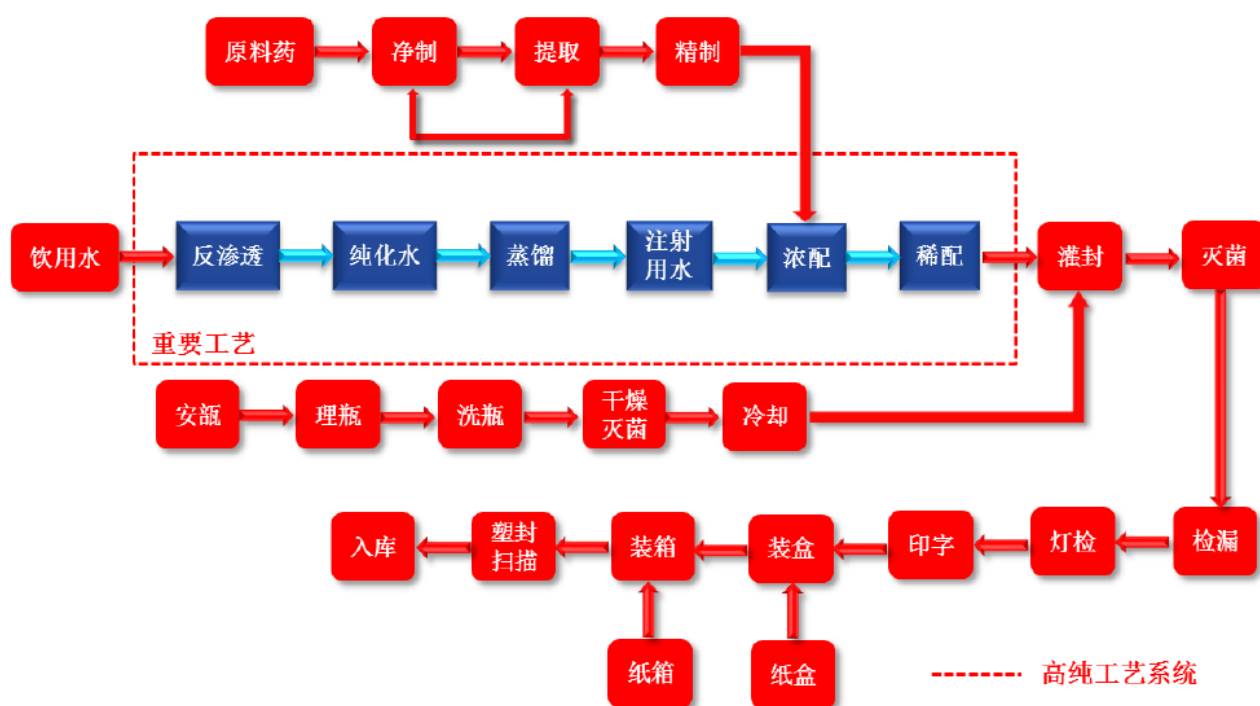 原料药
净制
提取
精制
饮用水
反渗透
纯化水
蒸馏
注射
用水
浓配
稀配
灌封
灭菌
重要工艺
安瓿
理瓶
洗瓶
干燥
灭菌
冷却
入库
塑封
扫描
装箱
装盒
印字
灯检
检漏
纸箱
纸盒
高纯工艺系统